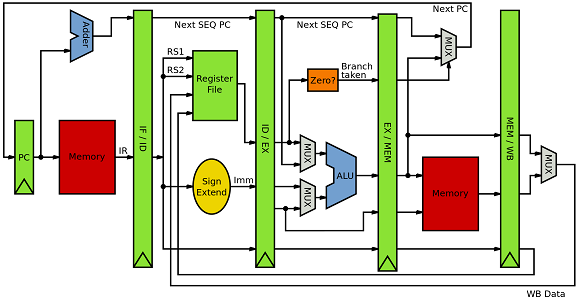 Next PC
Next SEQ PC
Next SEQ PC
Adder
MUX
RS1
RS2
Register
File
Branch
taken
Zero?
IF / ID
ID / EX
EX / MEM
MEM / WB
PC
Memory
IR
MUX
MUX
ALU
MUX
Sign
Extend
Imm
Memory
WB Data